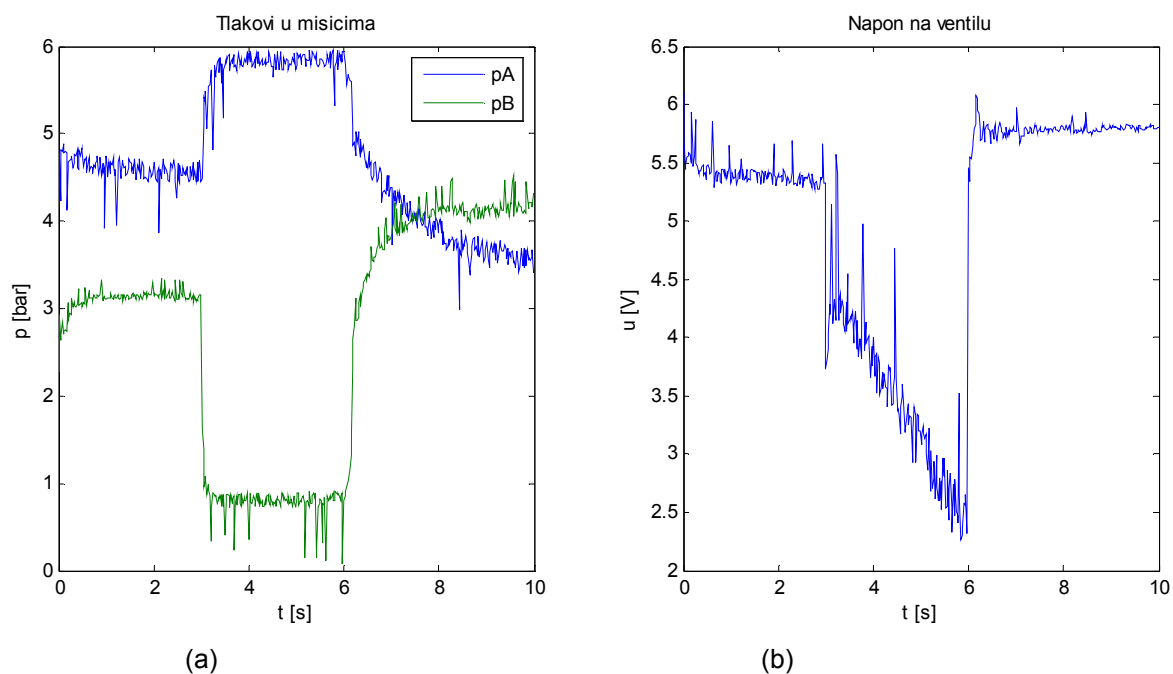 Tlakovi u misicima
6
5
4
3
2
1
0
p [bar]
pA
pB
0 2 4 6 8 10
t [s]
(a)
Napon na ventilu
6.5
6
5.5
5
4.5
4
3.5
3
2.5
2
u [V]
0 2 4 6 8 10
t [s]
(b)